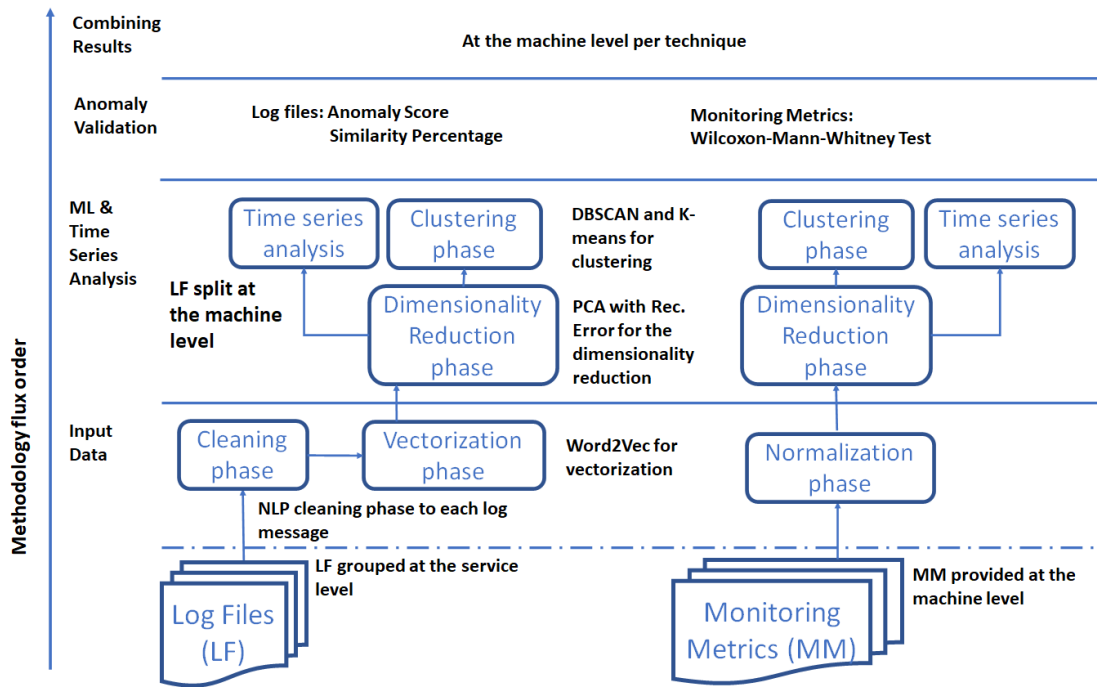 Combining
Results
At the machine level per technique
Anomaly
Validation
Log files: Anomaly Score
Similarity Percentage
Monitoring Metrics:
Wilcoxon-Mann-Whitney Test
ML &
Time
Series
Analysis
Time series
analysis
Clustering
phase
DBSCAN and K-
means for
clustering
Clustering
phase
Time series
analysis
LF split at
the machine
level
Dimensionality
Reduction
phase
PCA with Rec.
Error for the
dimensionality
reduction
Dimensionality
Reduction
phase
Methodology flux order
Input
Data
Cleaning
phase
Vectorization
phase
Word2Vec for
vectorization
Normalization
phase
NLP cleaning phase to each log
message
LF grouped at the service
level
Log Files
(LF)
Monitoring
Metrics (MM)
MM provided at the
machine level